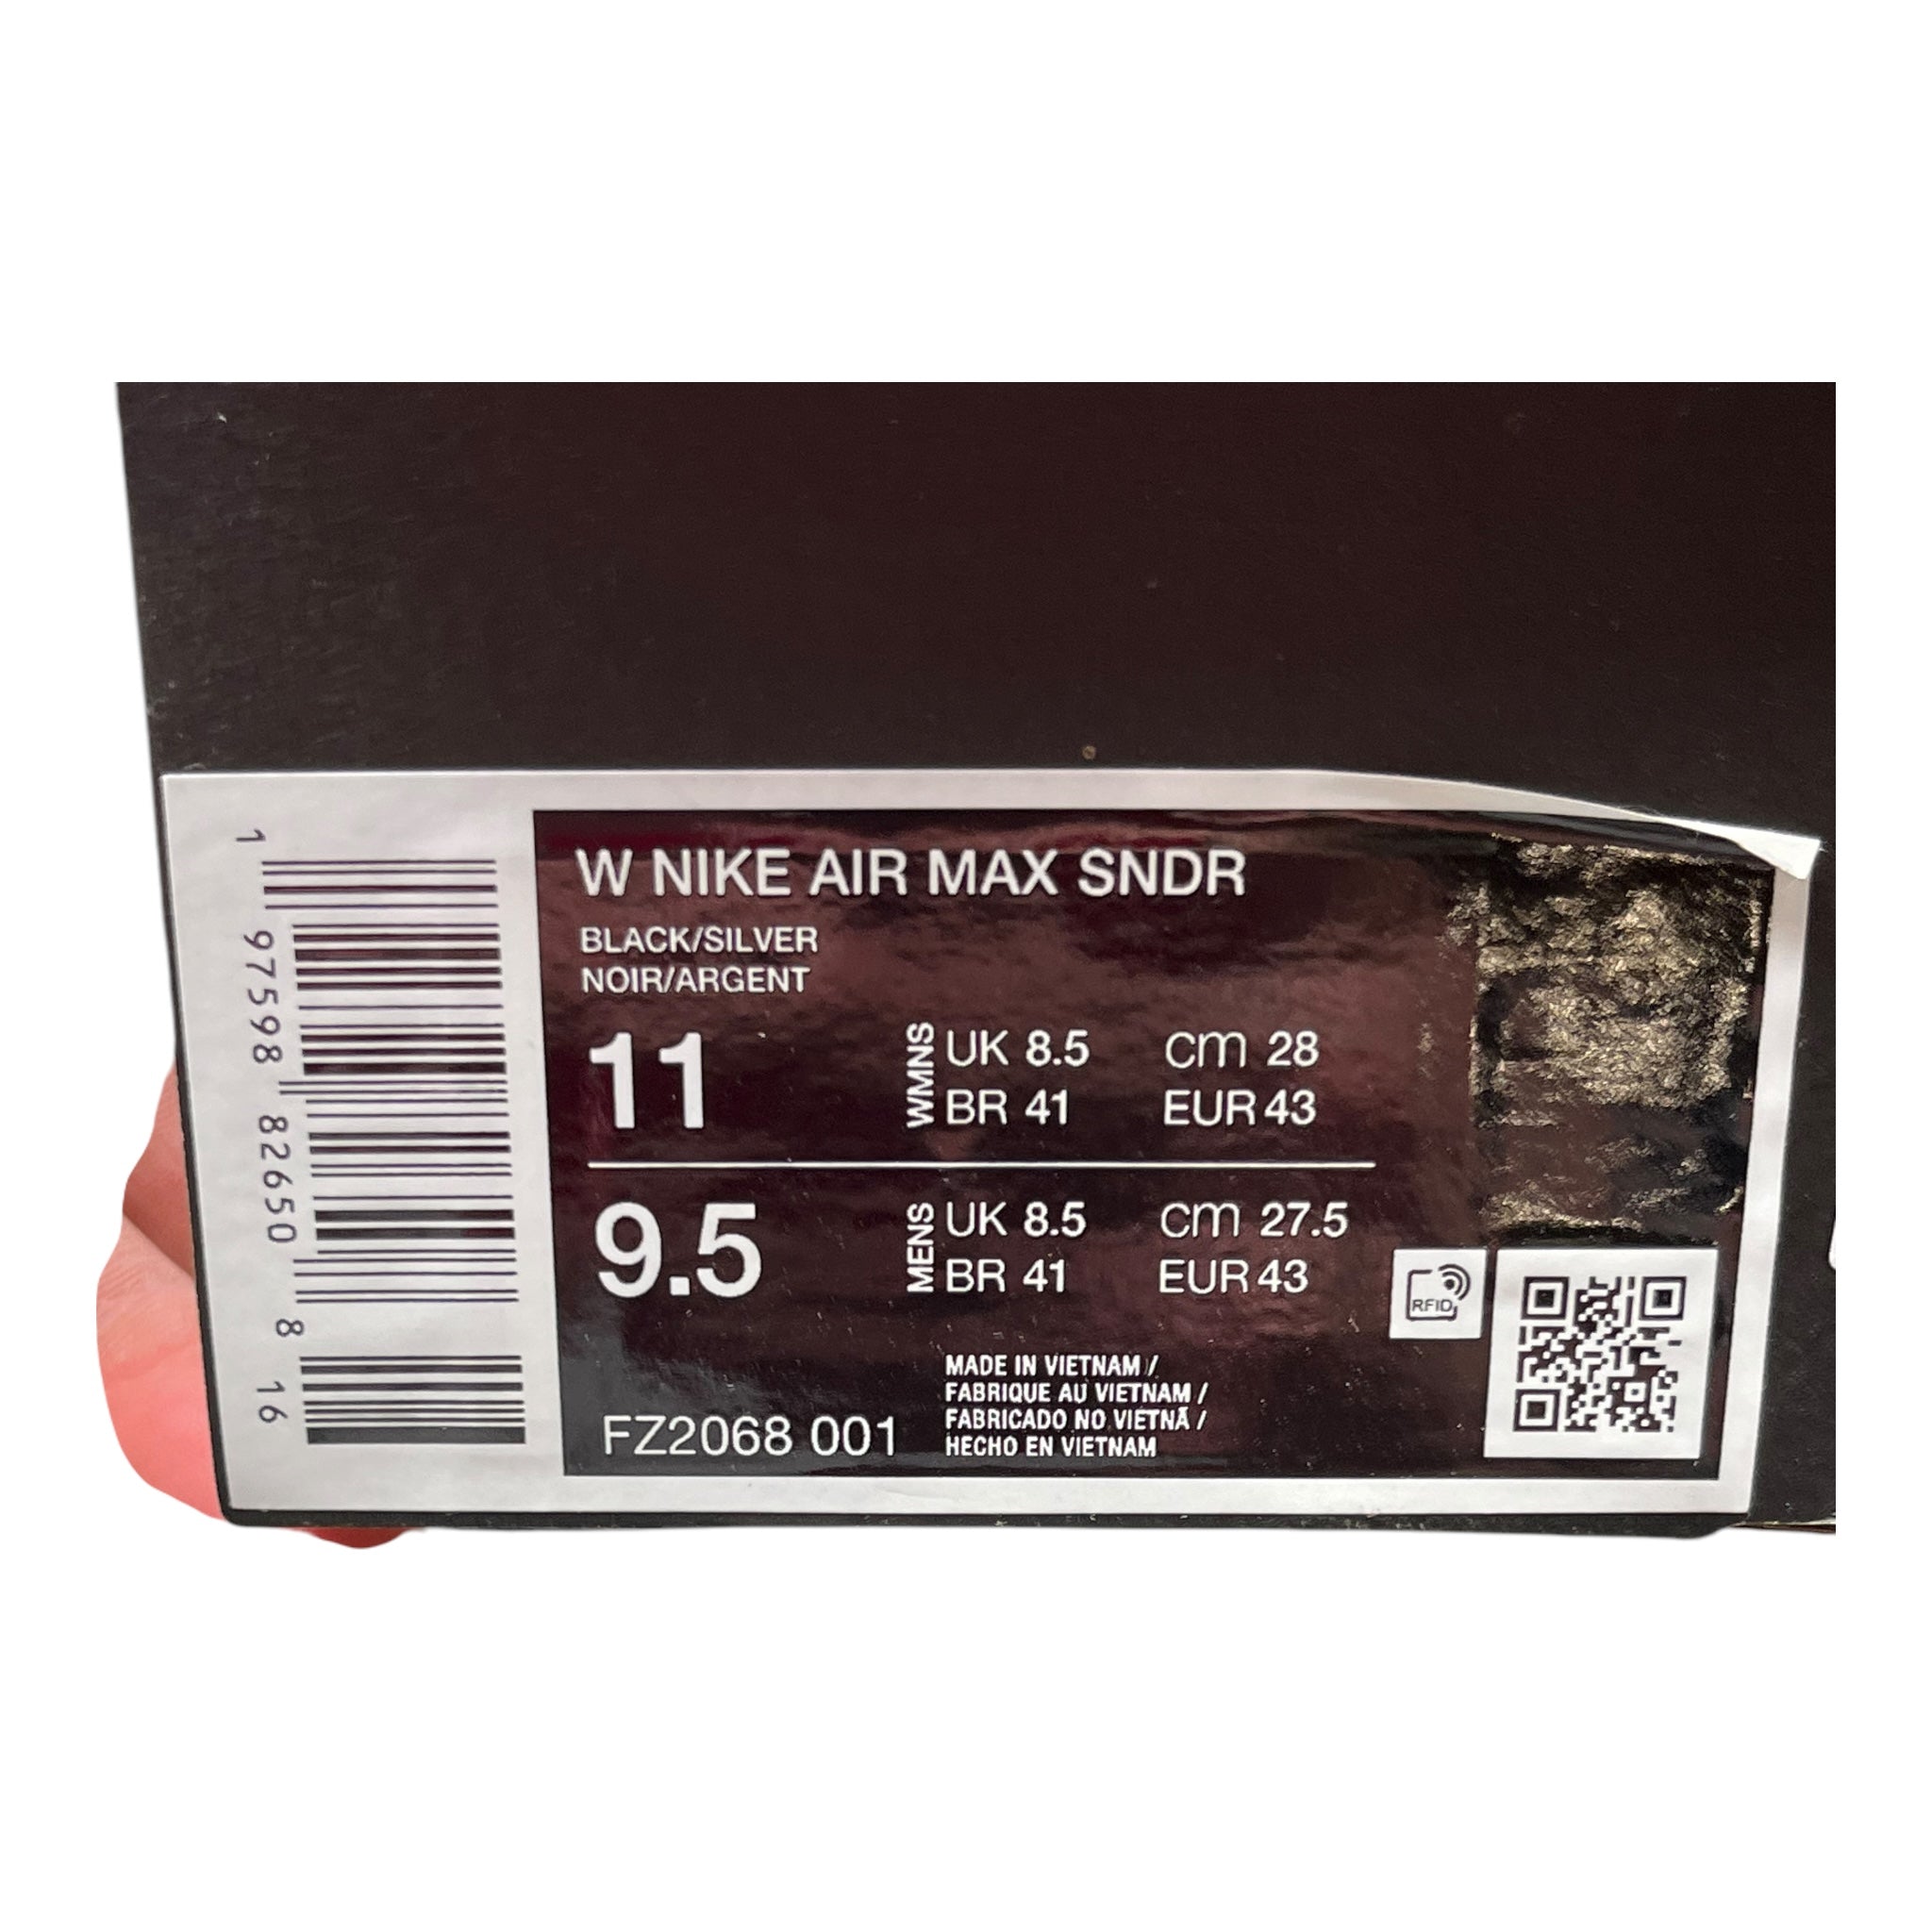 W NIKE AIR MAX SNDR
BLACK/SILVER
NOIR/ARGENT
11
WMNS
UK 8.5 cm 28
BR 41 EUR 43
9.5
MENS
UK 8.5 cm 27.5
BR 41 EUR 43
RFID
MADE IN VIETNAM /
FABRIQUE AU VIETNAM /
FABRICADO NO VIETNÃ /
HECHO EN VIETNAM
FZ2068 001
1 97598 82650 8 16